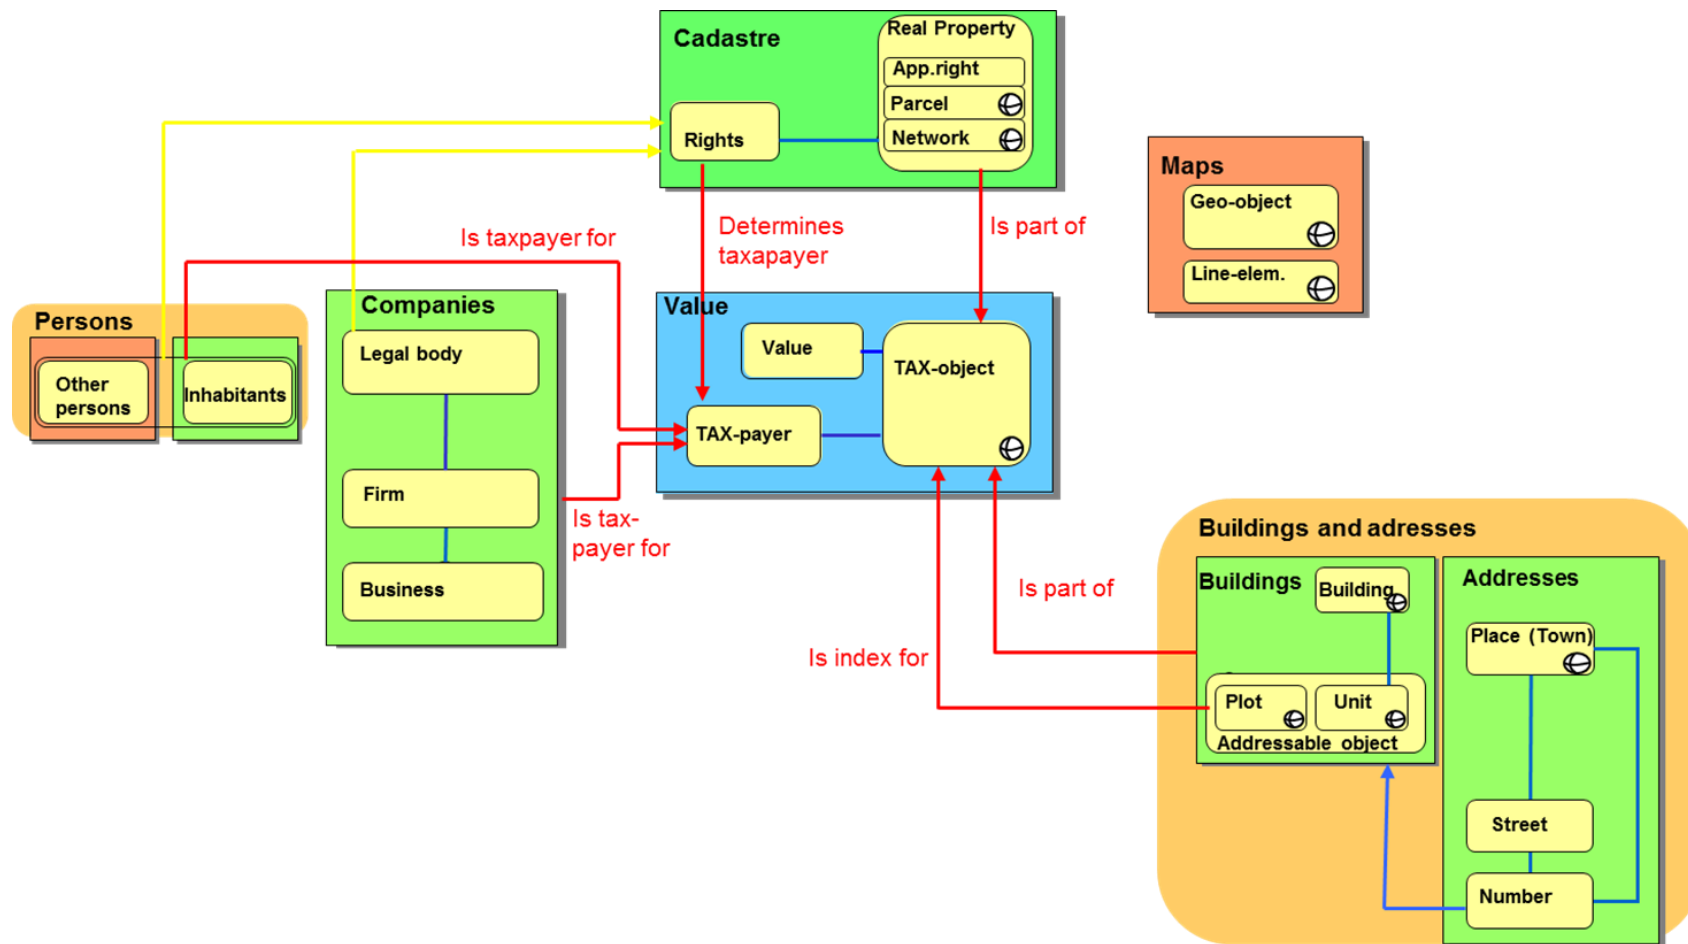 Cadastre
Real Property
App.right
Parcel
Network
Rights
Maps
Geo-object
Line-elem.
Is taxpayer for
Determines
taxapayer
Is part of
Persons
Other
persons
Inhabitants
Companies
Legal body
Firm
Business
Value
Value
TAX-object
TAX-payer
Is tax-
payer for
Is part of
Is index for
Buildings and adresses
Buildings
Building
Plot
Unit
Addressable object
Addresses
Place (Town)
Street
Number